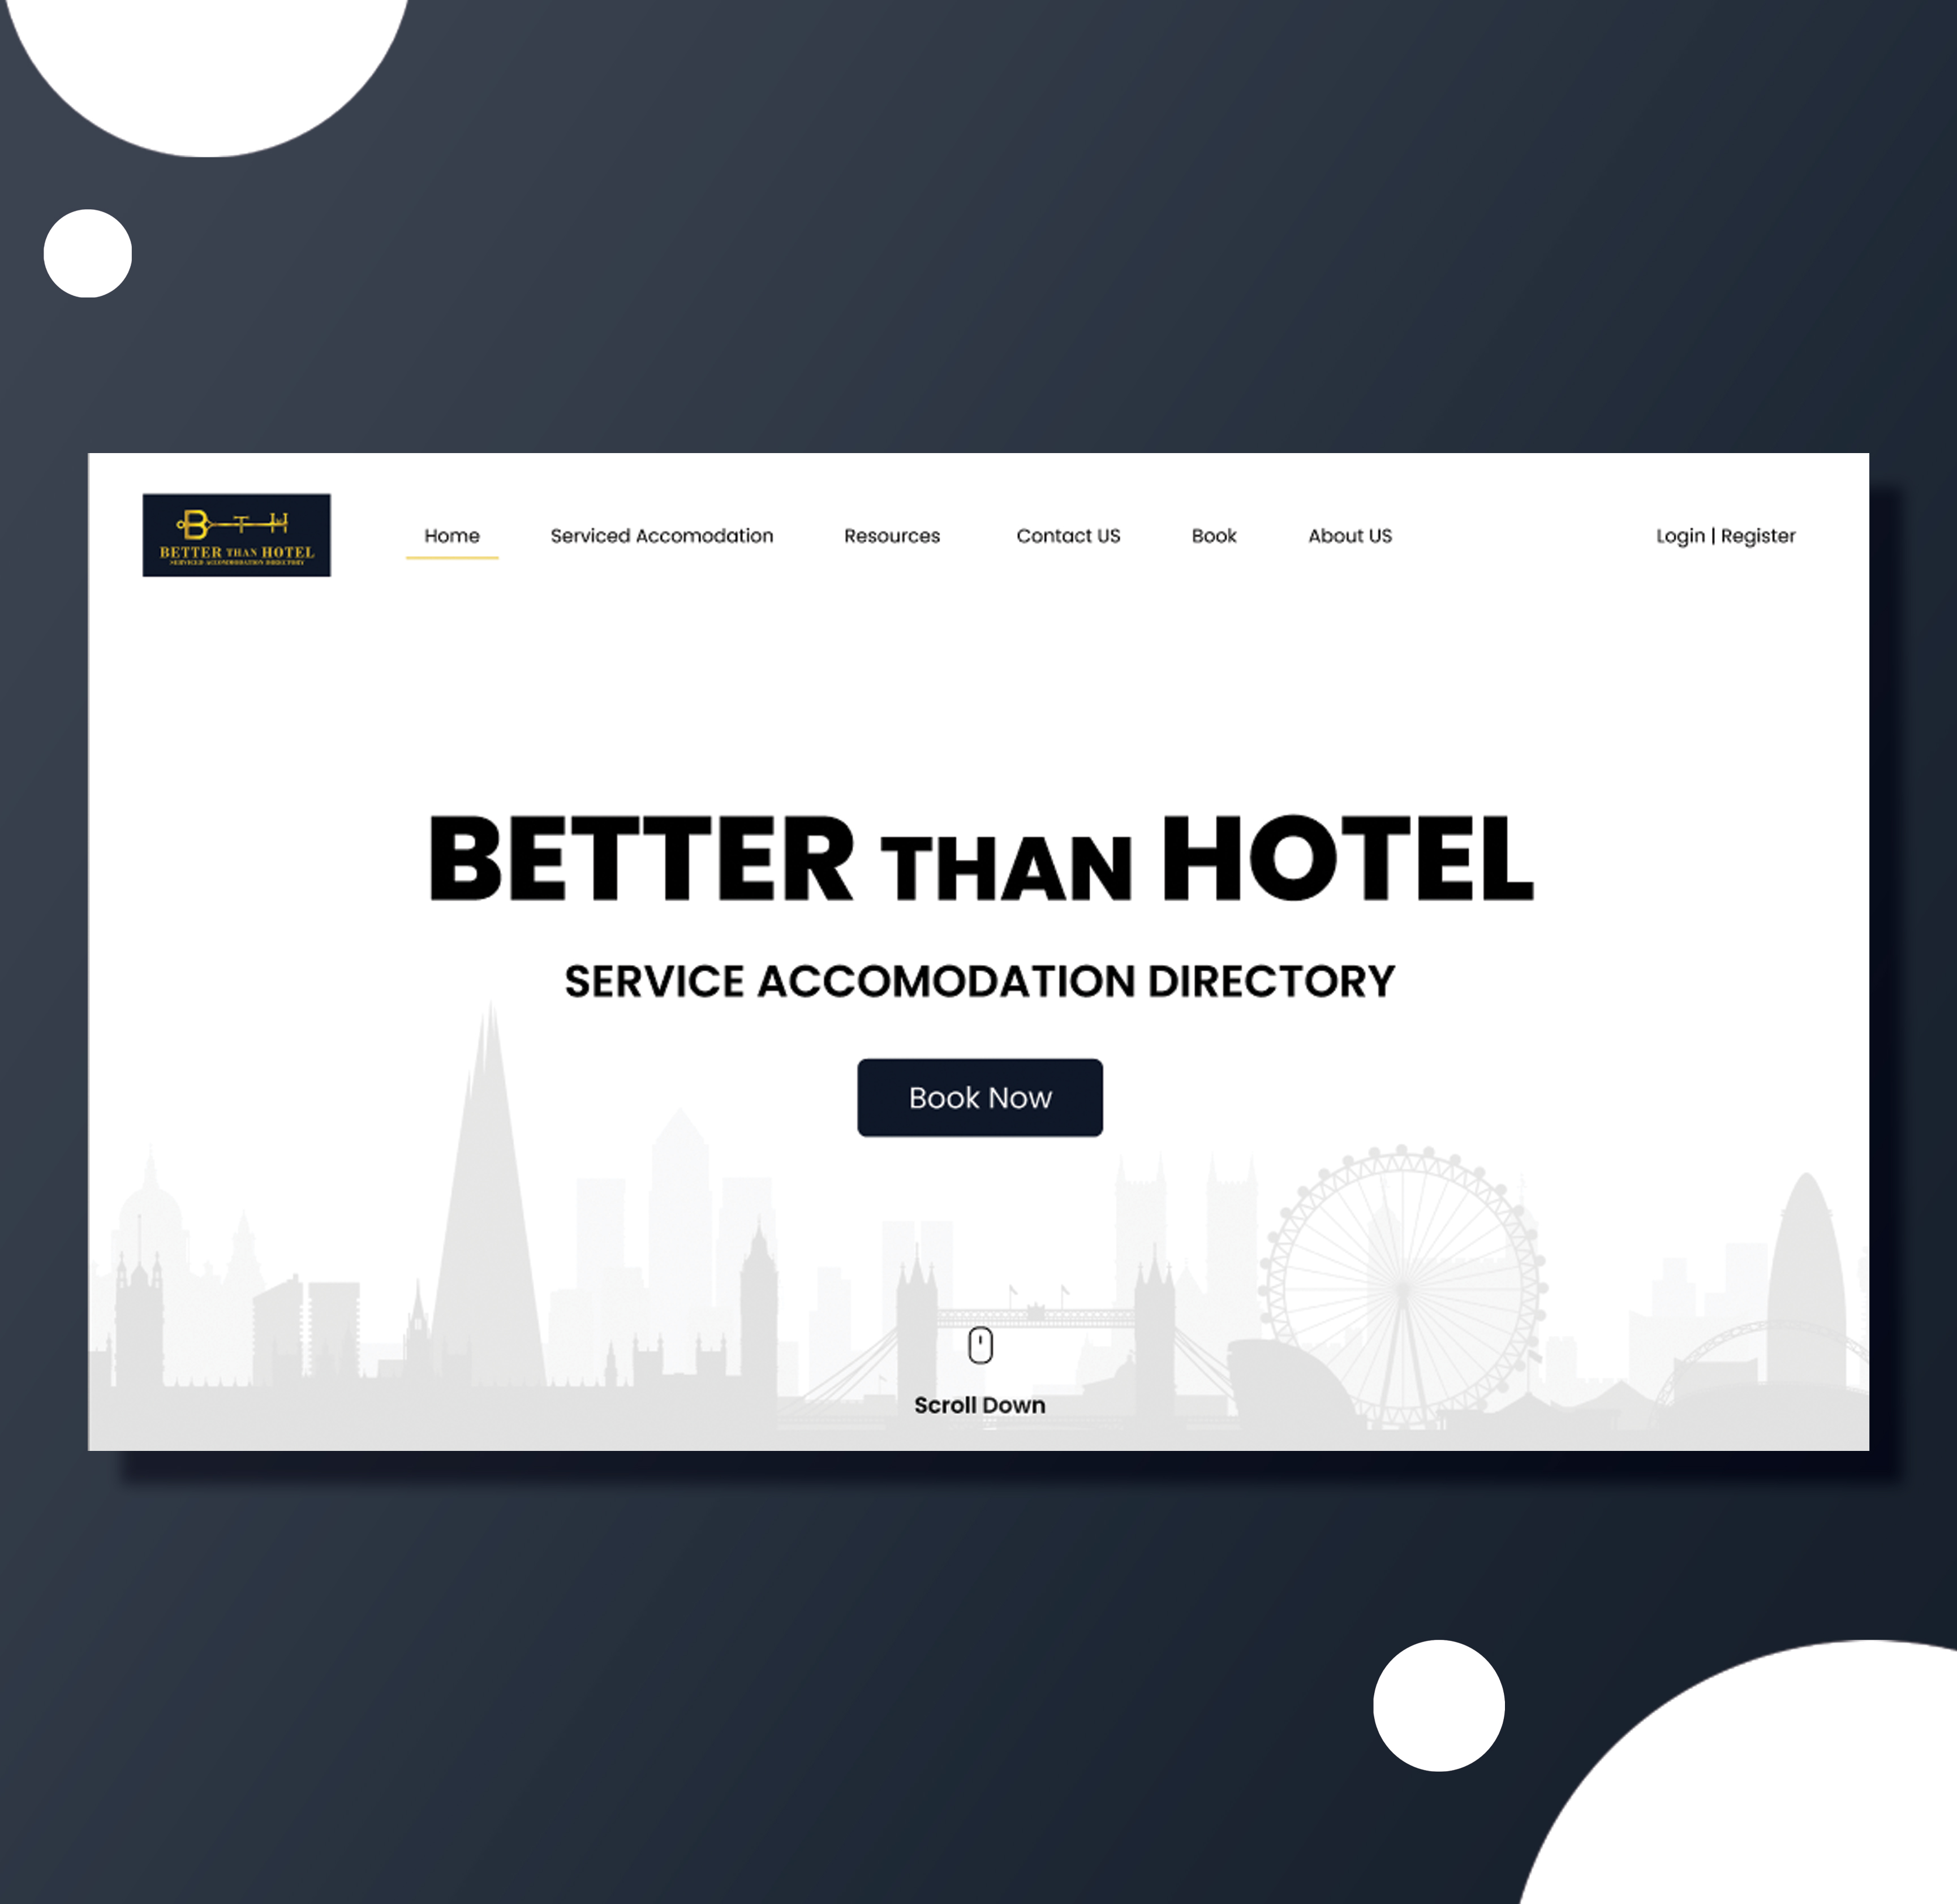 B T H
BETTER THAN HOTEL
SERVICED ACCOMMODATION DIRECTORY
Home Serviced Accomodation Resources Contact US Book About US Login | Register
BETTER THAN HOTEL
SERVICE ACCOMODATION DIRECTORY
Book Now
Scroll Down